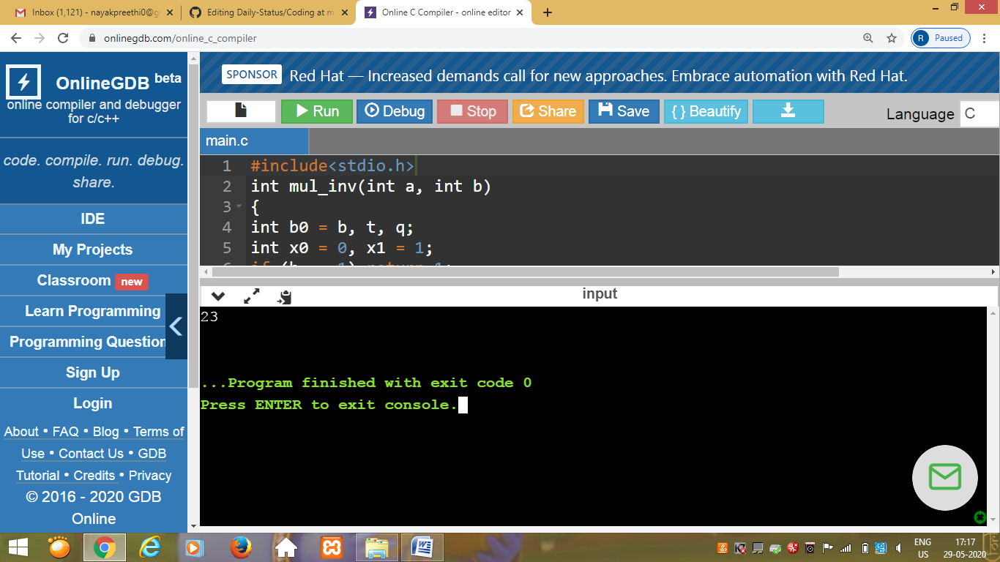 Inbox (1,121) - nayakpreethi0@g
Editing Daily-Status/Coding at m
Online C Compiler - online editor
onlinegdb.com/online_c_compiler
R Paused
OnlineGDB beta
online compiler and debugger
for c/c++
code. compile. run. debug.
share.
IDE
My Projects
Classroom new
Learn Programming
Programming Question
Sign Up
Login
About • FAQ • Blog • Terms of
Use • Contact Us • GDB
Tutorial • Credits • Privacy
© 2016 - 2020 GDB
Online
SPONSOR Red Hat — Increased demands call for new approaches. Embrace automation with Red Hat.
Run Debug Stop Share Save { } Beautify
Language C
main.c
1 #include<stdio.h>
2 int mul_inv(int a, int b)
3 {
4 int b0 = b, t, q;
5 int x0 = 0, x1 = 1;
input
23
...Program finished with exit code 0
Press ENTER to exit console.
ENG
US
17:17
29-05-2020